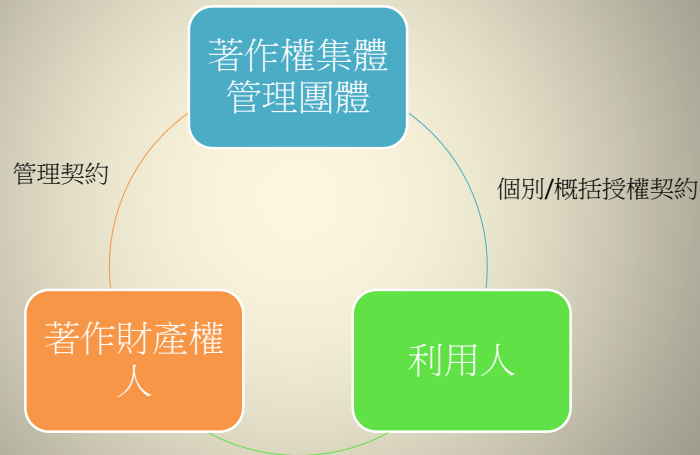 著作權集體
管理團體
管理契約
個別/概括授權契約
著作財產權
人
利用人